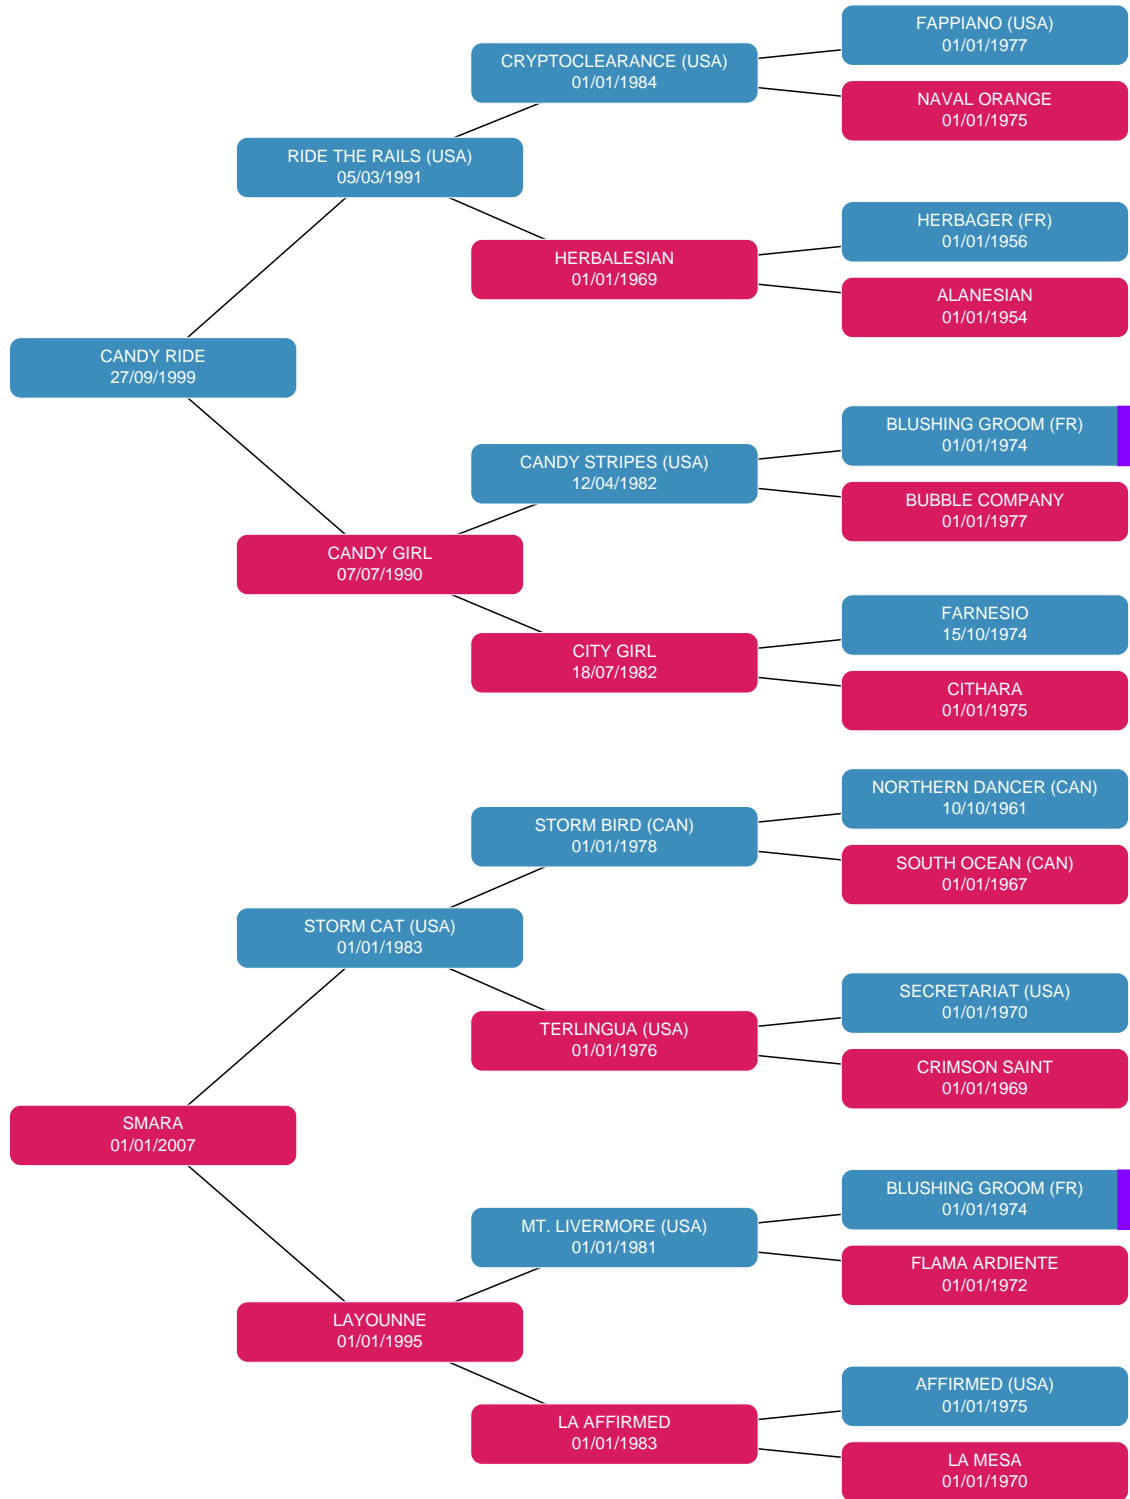 FAPPIANO (USA)
01/01/1977
CRYPTOCLEARANCE (USA)
01/01/1984
NAVAL ORANGE
01/01/1975
RIDE THE RAILS (USA)
05/03/1991
HERBAGER (FR)
01/01/1956
HERBALESIAN
01/01/1969
ALANESIAN
01/01/1954
CANDY RIDE
27/09/1999
BLUSHING GROOM (FR)
01/01/1974
CANDY STRIPES (USA)
12/04/1982
BUBBLE COMPANY
01/01/1977
CANDY GIRL
07/07/1990
FARNESIO
15/10/1974
CITY GIRL
18/07/1982
CITHARA
01/01/1975
NORTHERN DANCER (CAN)
10/10/1961
STORM BIRD (CAN)
01/01/1978
SOUTH OCEAN (CAN)
01/01/1967
STORM CAT (USA)
01/01/1983
SECRETARIAT (USA)
01/01/1970
TERLINGUA (USA)
01/01/1976
CRIMSON SAINT
01/01/1969
SMARA
01/01/2007
BLUSHING GROOM (FR)
01/01/1974
MT. LIVERMORE (USA)
01/01/1981
FLAMA ARDIENTE
01/01/1972
LAYOUNNE
01/01/1995
AFFIRMED (USA)
01/01/1975
LA AFFIRMED
01/01/1983
LA MESA
01/01/1970